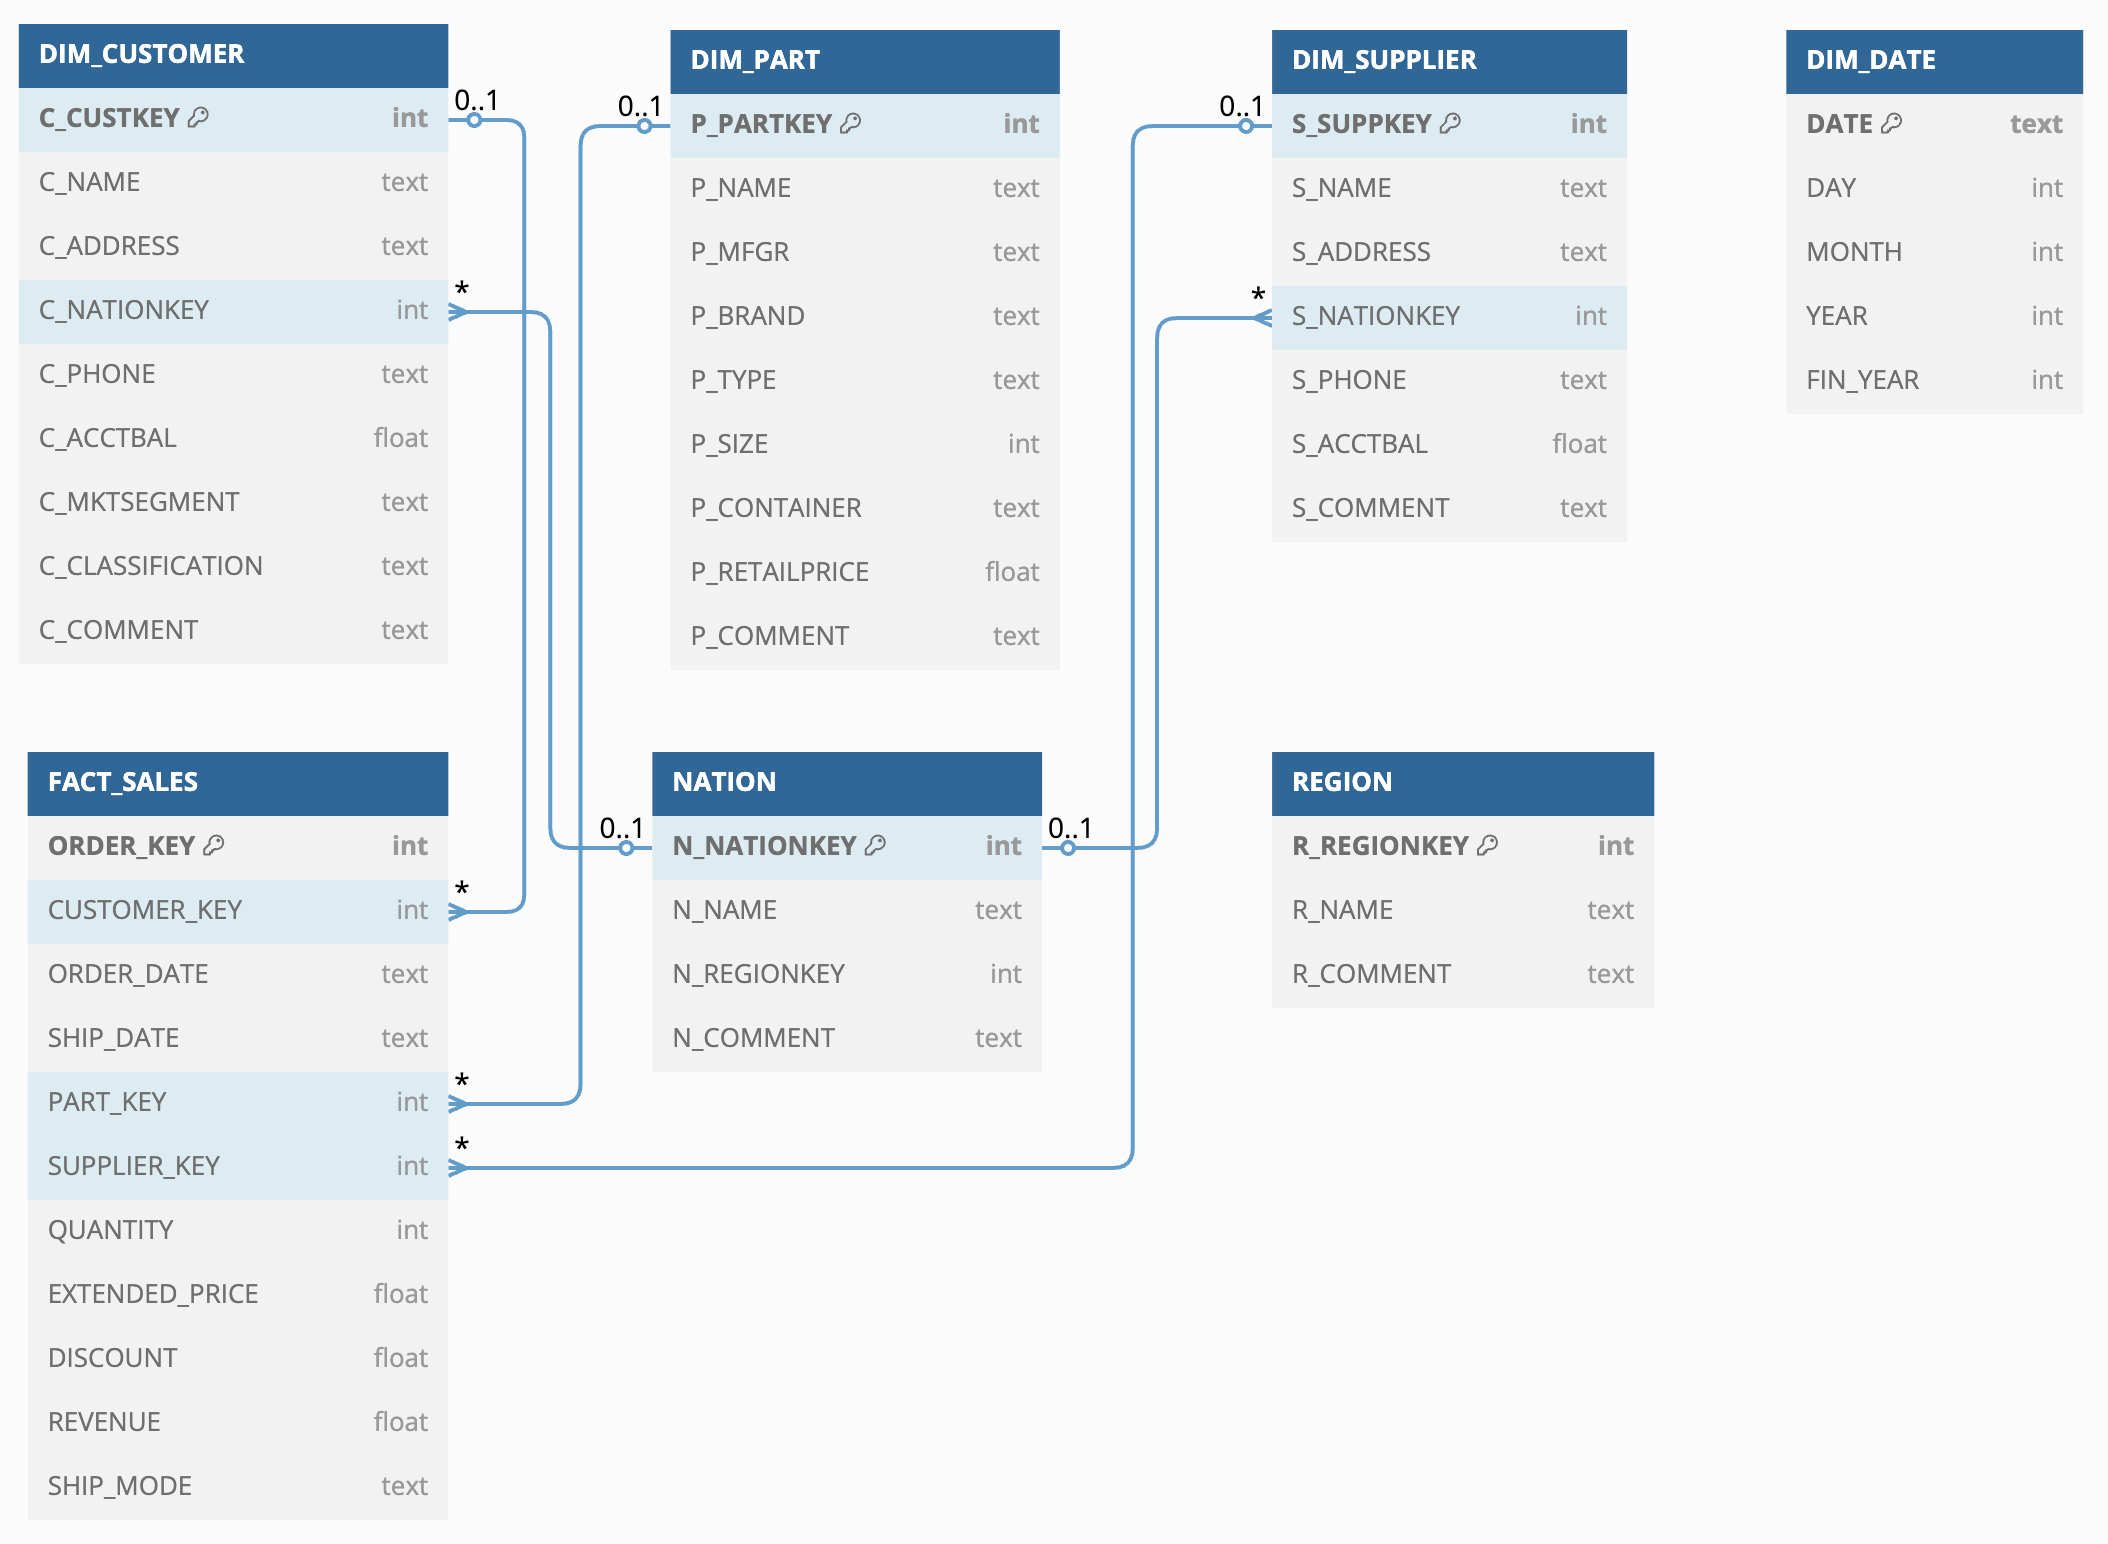 DIM_CUSTOMER
C_CUSTKEY int
C_NAME text
C_ADDRESS text
C_NATIONKEY int
C_PHONE text
C_ACCTBAL float
C_MKTSEGMENT text
C_CLASSIFICATION text
C_COMMENT text
0..1
*
DIM_PART
0..1
P_PARTKEY int
P_NAME text
P_MFGR text
P_BRAND text
P_TYPE text
P_SIZE int
P_CONTAINER text
P_RETAILPRICE float
P_COMMENT text
DIM_SUPPLIER
0..1
S_SUPPKEY int
S_NAME text
S_ADDRESS text
*
S_NATIONKEY int
S_PHONE text
S_ACCTBAL float
S_COMMENT text
DIM_DATE
DATE text
DAY int
MONTH int
YEAR int
FIN_YEAR int
FACT_SALES
ORDER_KEY int
CUSTOMER_KEY int
*
ORDER_DATE text
SHIP_DATE text
PART_KEY int
*
SUPPLIER_KEY int
*
QUANTITY int
EXTENDED_PRICE float
DISCOUNT float
REVENUE float
SHIP_MODE text
NATION
0..1
N_NATIONKEY int
0..1
N_NAME text
N_REGIONKEY int
N_COMMENT text
REGION
R_REGIONKEY int
R_NAME text
R_COMMENT text